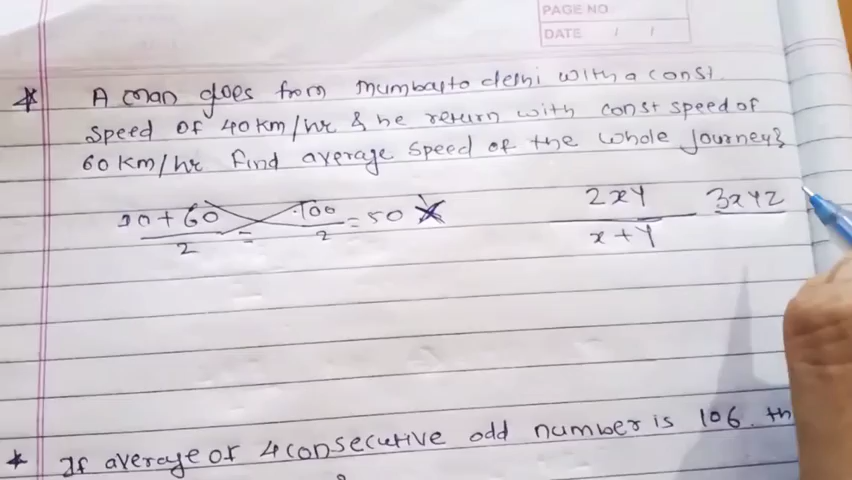 PAGE NO
DATE / /
* A man goes from Mumbai to delhi with a const.
speed of 40 km/hr & he return with const speed of
60 km/hr find average speed of the whole Journey?
40 + 60 / 2 = 100 / 2 = 50 ×
2xy / x + y
3xyz
* If average of 4 consecutive odd number is 106. th